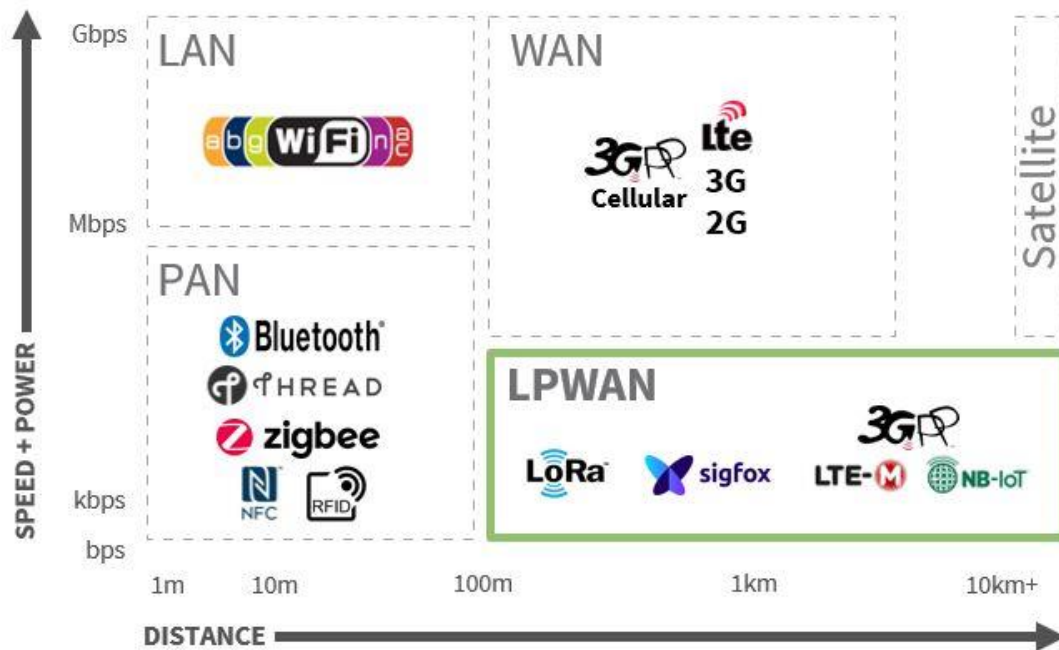 Gbps
Mbps
kbps
bps
SPEED + POWER
LAN
a b g WiFi n ac
WAN
3GPP
Cellular
Lte
3G
2G
Satellite
PAN
Bluetooth®
THREAD
zigbee
NFC
RFID
LPWAN
LoRa
sigfox
3GPP
LTE-M
NB-IoT
1m 10m 100m 1km 10km+
DISTANCE